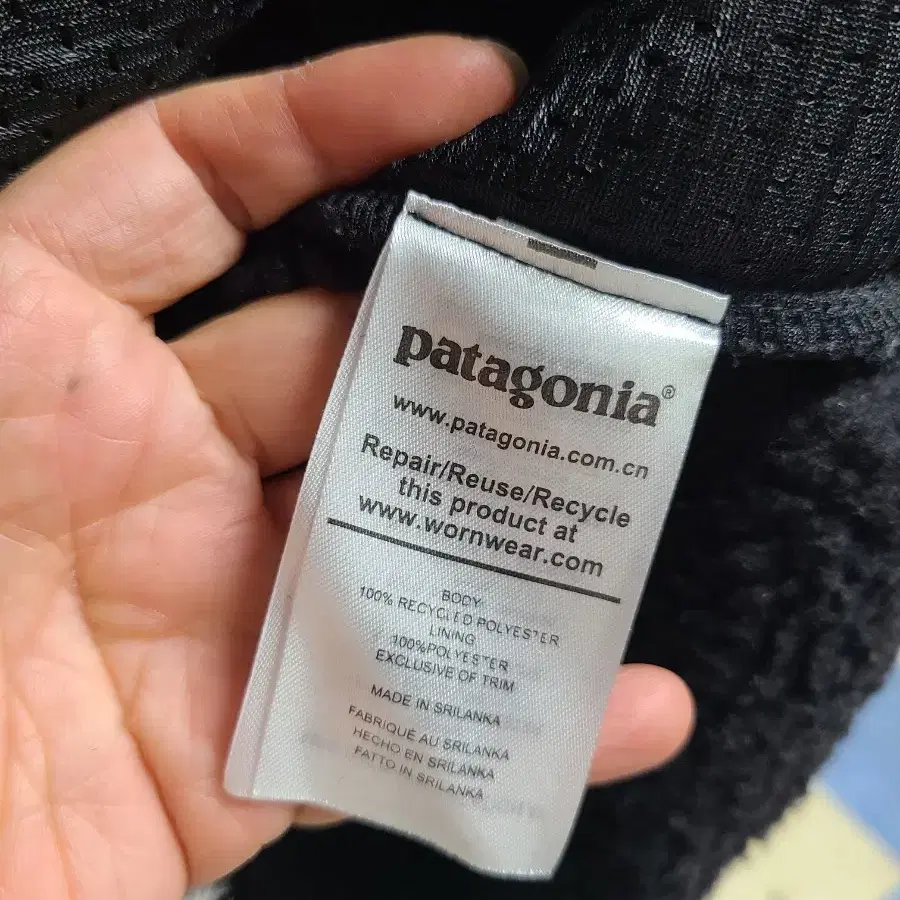 patagonia®
www.patagonia.com.cn
Repair/Reuse/Recycle
this product at
www.wornwear.com
BODY
100% RECYCLED POLYESTER
LINING
100%POLYESTER
EXCLUSIVE OF TRIM
MADE IN SRILANKA
FABRIQUÉ AU SRILANKA
HECHO EN SRILANKA
FATTO IN SRILANKA